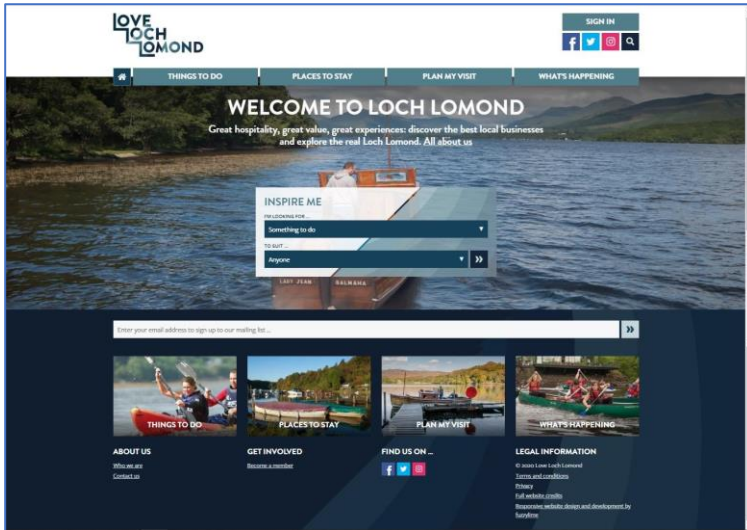 LOVE
LOCH
LOMOND
SIGN IN
THINGS TO DO
PLACES TO STAY
PLAN MY VISIT
WHAT'S HAPPENING
WELCOME TO LOCH LOMOND
Great hospitality, great value, great experiences: discover the best local businesses
and explore the real Loch Lomond. All about us
INSPIRE ME
I'M LOOKING FOR ...
Something to do
TO SUIT ...
Anyone
LADY JEAN BALMAHA
Enter your email address to sign up to our mailing list ...
THINGS TO DO
PLACES TO STAY
PLAN MY VISIT
WHAT'S HAPPENING
ABOUT US
Who we are
Contact us
GET INVOLVED
Become a member
FIND US ON ...
LEGAL INFORMATION
© 2020 Love Loch Lomond
Terms and conditions
Privacy
Full website credits
Responsive website design and development by
fuzzylime